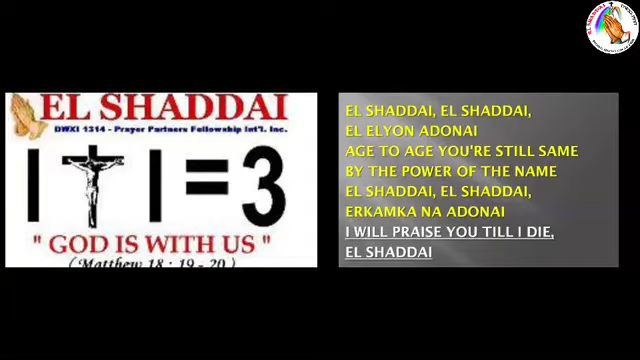 EL SHADDAI
DWXI 1314 - Prayer Partners Fellowship Int'l. Inc.
1 1 = 3
" GOD IS WITH US "
(Matthew 18 : 19 - 20)
EL SHADDAI, EL SHADDAI,
EL ELYON ADONAI
AGE TO AGE YOU'RE STILL SAME
BY THE POWER OF THE NAME
EL SHADDAI, EL SHADDAI,
ERKAMKA NA ADONAI
I WILL PRAISE YOU TILL I DIE,
EL SHADDAI